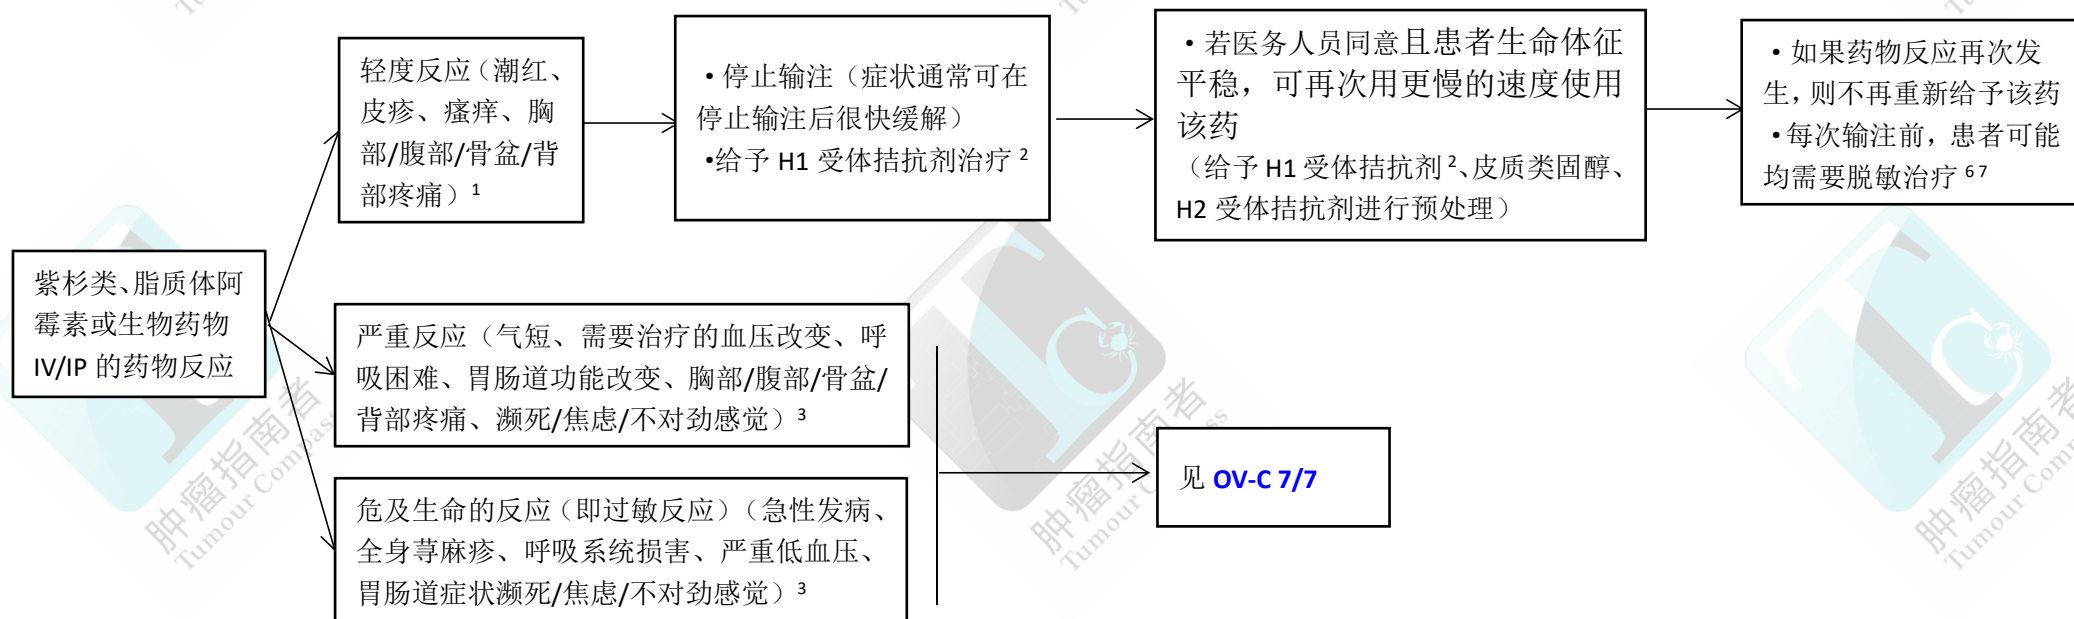 紫杉类、脂质体阿
霉素或生物药物
IV/IP 的药物反应
轻度反应（潮红、
皮疹、瘙痒、胸
部/腹部/骨盆/背
部疼痛）1
• 停止输注（症状通常可在
停止输注后很快缓解）
•给予 H1 受体拮抗剂治疗 2
• 若医务人员同意且患者生命体征
平稳，可再次用更慢的速度使用
该药
（给予 H1 受体拮抗剂 2、皮质类固醇、
H2 受体拮抗剂进行预处理）
• 如果药物反应再次发
生，则不再重新给予该药
•每次输注前，患者可能
均需要脱敏治疗 6 7
严重反应（气短、需要治疗的血压改变、呼
吸困难、胃肠道功能改变、胸部/腹部/骨盆/
背部疼痛、濒死/焦虑/不对劲感觉）3
危及生命的反应（即过敏反应）（急性发病、
全身荨麻疹、呼吸系统损害、严重低血压、
胃肠道症状濒死/焦虑/不对劲感觉）3
见 OV-C 7/7
肿瘤指南者
Tumour Compass
肿瘤指南者
Tumour Co
肿瘤指南者
Tumour Com